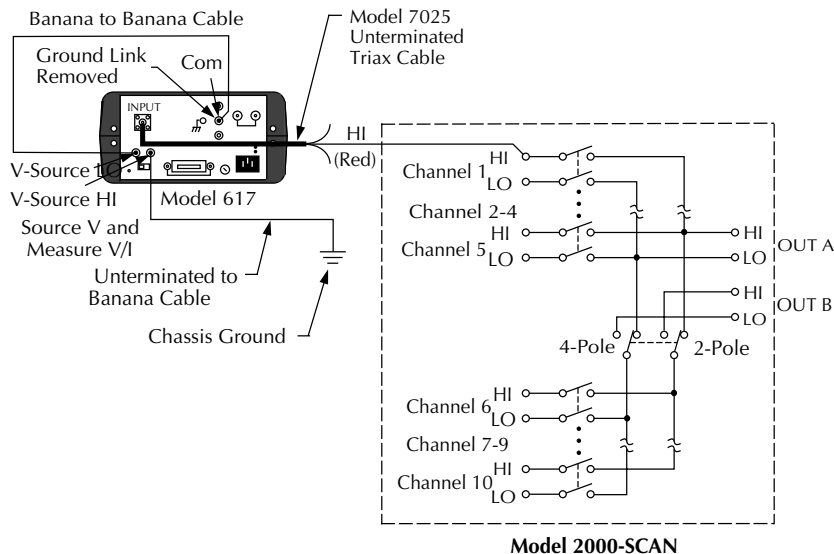 Banana to Banana Cable
Ground Link
Removed
Com
Model 7025
Unterminated
Triax Cable
INPUT
HI
(Red)
V-Source LO
V-Source HI
Model 617
Source V and
Measure V/I
Unterminated to
Banana Cable
Chassis Ground
HI
Channel 1
LO
Channel 2-4
HI
Channel 5
LO
HI
OUT A
LO
HI
OUT B
LO
4-Pole
2-Pole
HI
Channel 6
LO
Channel 7-9
HI
Channel 10
LO
Model 2000-SCAN